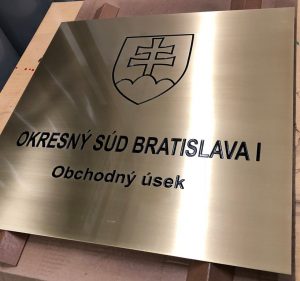 OKRESNÝ SÚD BRATISLAVA I
Obchodný úsek